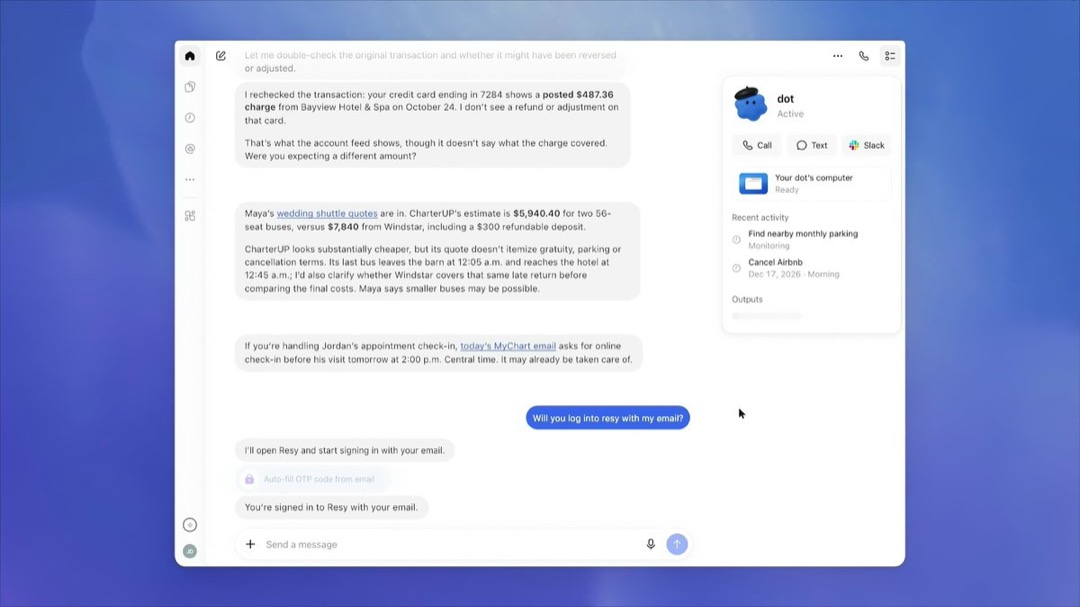 Let me double-check the original transaction and whether it might have been reversed
or adjusted.
I rechecked the transaction: your credit card ending in 7284 shows a posted $487.36
charge from Bayview Hotel & Spa on October 24. I don't see a refund or adjustment on
that card.
That's what the account feed shows, though it doesn't say what the charge covered.
Were you expecting a different amount?
Maya's wedding shuttle quotes are in. CharterUP's estimate is $5,940.40 for two 56-
seat buses, versus $7,840 from Windstar, including a $300 refundable deposit.
CharterUP looks substantially cheaper, but its quote doesn't itemize gratuity, parking or
cancellation terms. Its last bus leaves the barn at 12:05 a.m. and reaches the hotel at
12:45 a.m.; I'd also clarify whether Windstar covers that same late return before
comparing the final costs. Maya says smaller buses may be possible.
If you're handling Jordan's appointment check-in, today's MyChart email asks for online
check-in before his visit tomorrow at 2:00 p.m. Central time. It may already be taken care of.
Will you log into resy with my email?
I'll open Resy and start signing in with your email.
Auto-fill OTP code from email
You're signed in to Resy with your email.
Send a message
JD
dot
Active
Call Text Slack
Your dot's computer
Ready
Recent activity
Find nearby monthly parking
Monitoring
Cancel Airbnb
Dec 17, 2026 · Morning
Outputs